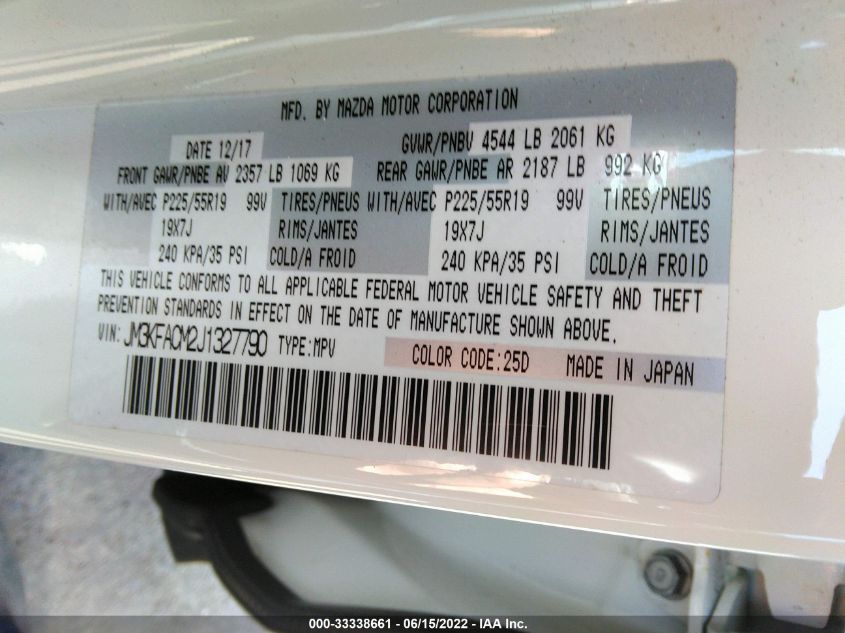 MFD. BY MAZDA MOTOR CORPORATION
DATE 12/17 GVWR/PNBV 4544 LB 2061 KG
FRONT GAWR/PNBE AV 2357 LB 1069 KG REAR GAWR/PNBE AR 2187 LB 992 KG
WITH/AVEC P225/55R19 99V TIRES/PNEUS WITH/AVEC P225/55R19 99V TIRES/PNEUS
19X7J RIMS/JANTES 19X7J RIMS/JANTES
240 KPA/35 PSI COLD/A FROID 240 KPA/35 PSI COLD/A FROID
THIS VEHICLE CONFORMS TO ALL APPLICABLE FEDERAL MOTOR VEHICLE SAFETY AND THEFT
PREVENTION STANDARDS IN EFFECT ON THE DATE OF MANUFACTURE SHOWN ABOVE.
VIN: JM3KFACM2J1327790 TYPE:MPV COLOR CODE:25D MADE IN JAPAN
000-33338661 - 06/15/2022 - IAA Inc.